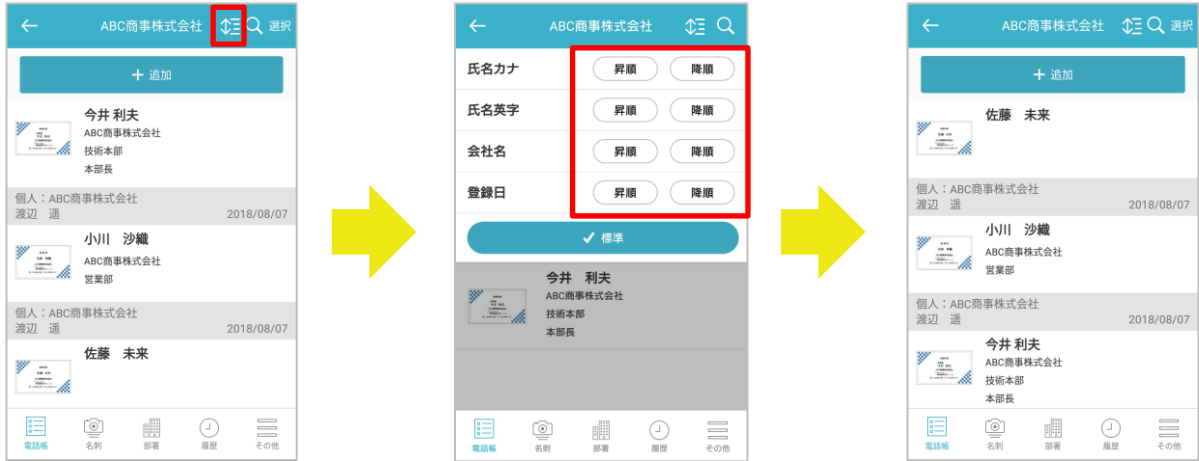 ABC商事株式会社
選択
+ 追加
今井 利夫
ABC商事株式会社
技術本部
本部長
個人：ABC商事株式会社
渡辺　遥
2018/08/07
小川　沙織
ABC商事株式会社
営業部
個人：ABC商事株式会社
渡辺　遥
2018/08/07
佐藤　未来
電話帳
名刺
部署
履歴
その他
ABC商事株式会社
氏名カナ
昇順
降順
氏名英字
昇順
降順
会社名
昇順
降順
登録日
昇順
降順
標準
今井　利夫
ABC商事株式会社
技術本部
本部長
電話帳
名刺
部署
履歴
その他
ABC商事株式会社
選択
+ 追加
佐藤　未来
個人：ABC商事株式会社
渡辺　遥
2018/08/07
小川　沙織
ABC商事株式会社
営業部
個人：ABC商事株式会社
渡辺　遥
2018/08/07
今井 利夫
ABC商事株式会社
技術本部
本部長
電話帳
名刺
部署
履歴
その他